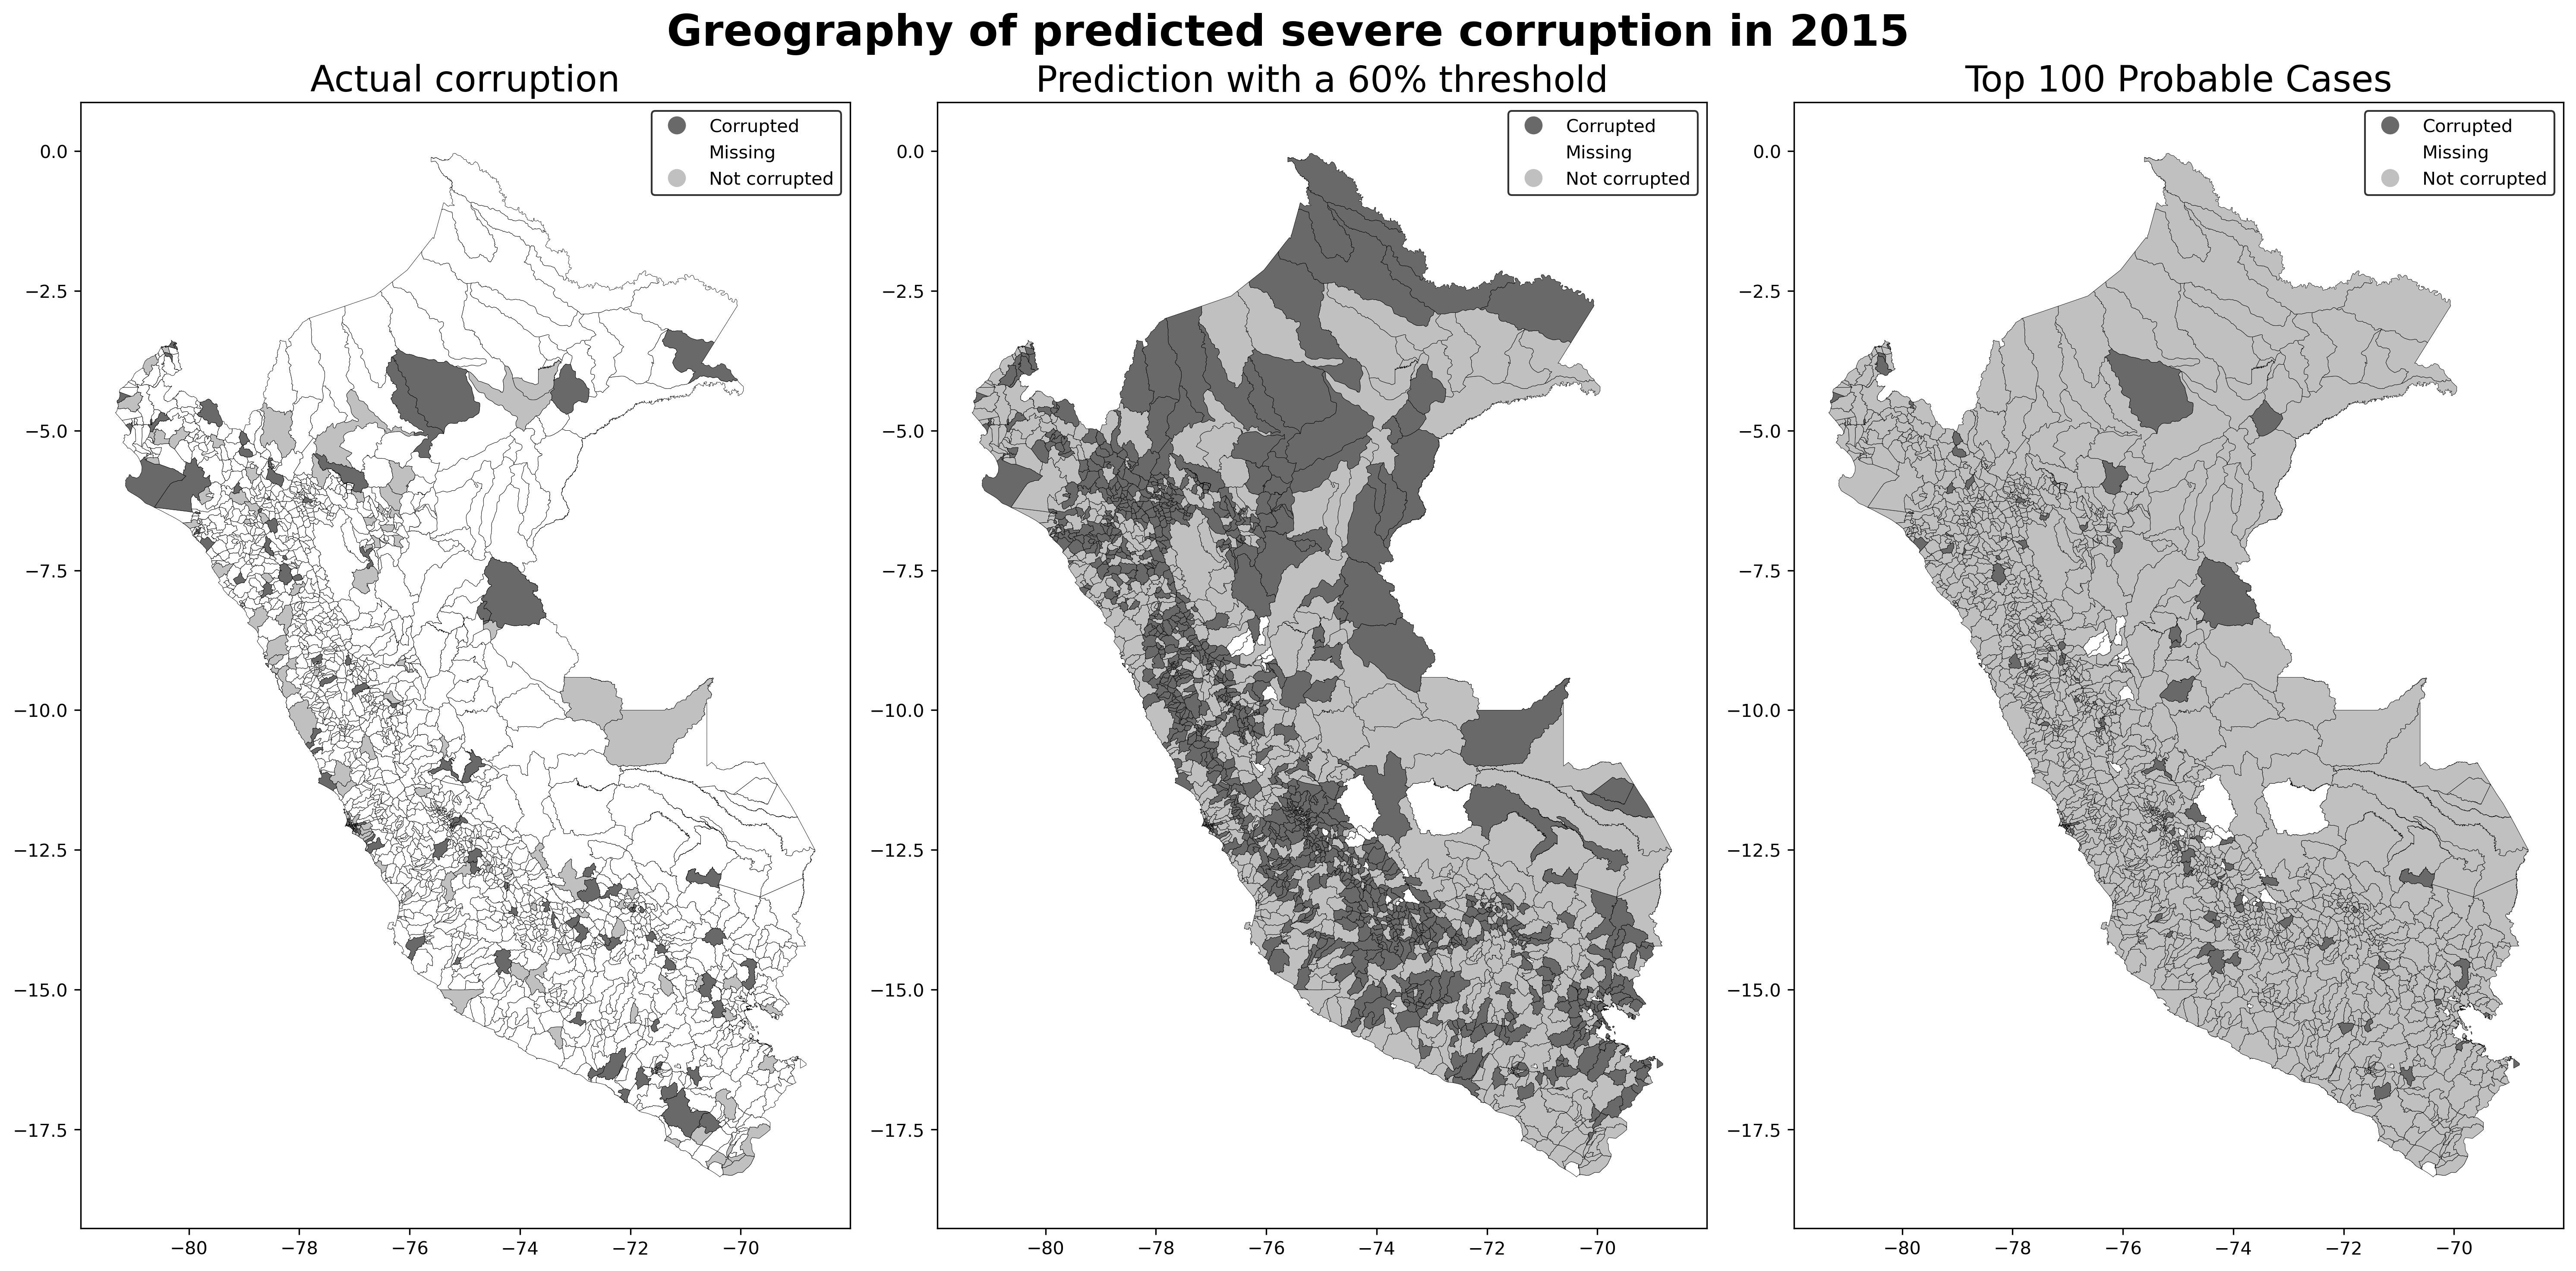 Greography of predicted severe corruption in 2015
Actual corruption
Corrupted
Missing
Not corrupted
0.0
−2.5
−5.0
−7.5
−10.0
−12.5
−15.0
−17.5
−80 −78 −76 −74 −72 −70
Prediction with a 60% threshold
Corrupted
Missing
Not corrupted
0.0
−2.5
−5.0
−7.5
−10.0
−12.5
−15.0
−17.5
−80 −78 −76 −74 −72 −70
Top 100 Probable Cases
Corrupted
Missing
Not corrupted
0.0
−2.5
−5.0
−7.5
−10.0
−12.5
−15.0
−17.5
−80 −78 −76 −74 −72 −70